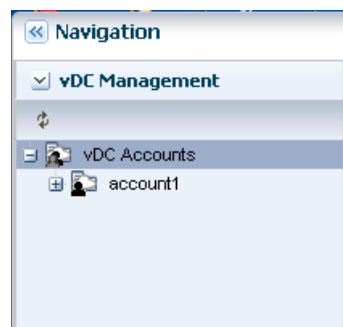 Navigation
vDC Management
vDC Accounts
account1